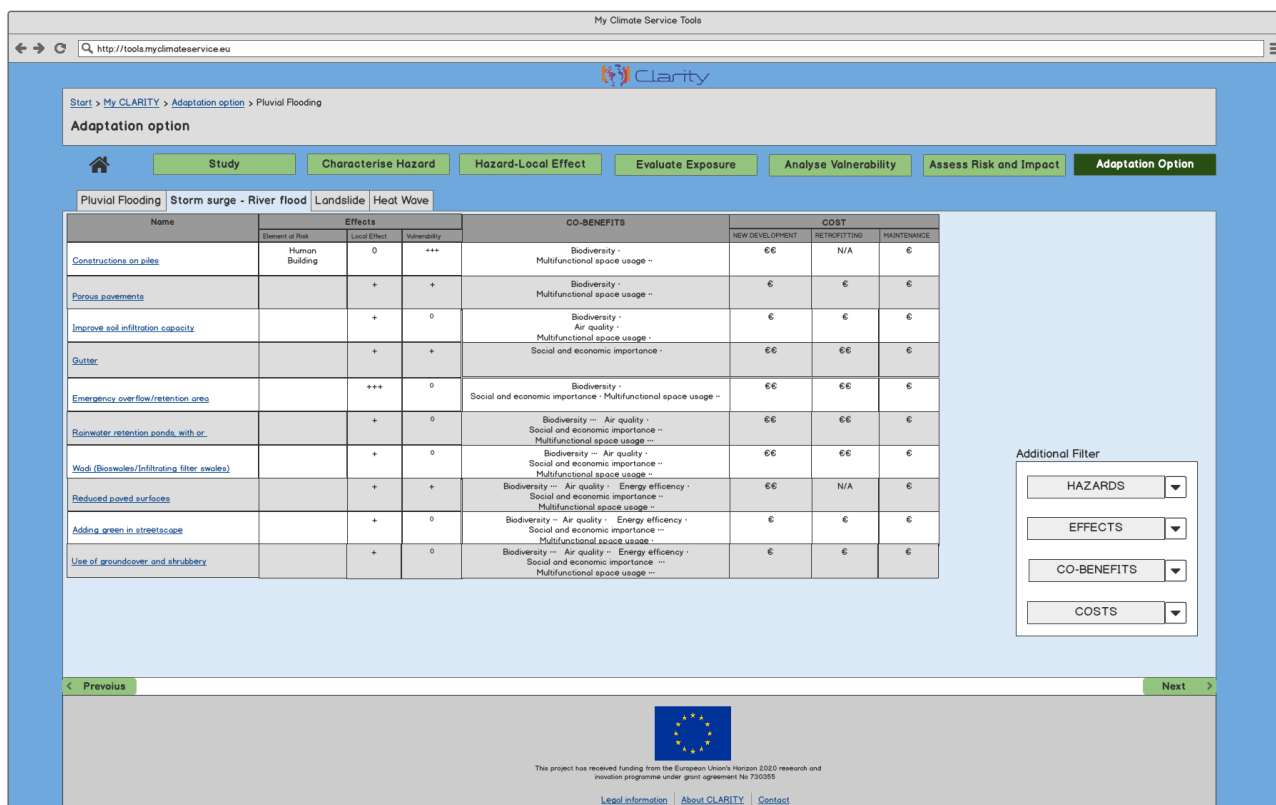 My Climate Service Tools
http://tools.myclimateservice.eu
Clarity
Start > My CLARITY > Adaptation option > Pluvial Flooding
Adaptation option
Study
Characterise Hazard
Hazard-Local Effect
Evaluate Exposure
Analyse Valnerability
Assess Risk and Impact
Adaptation Option
Pluvial Flooding
Storm surge - River flood
Landslide
Heat Wave
Name
Effects
CO-BENEFITS
COST
Element at Risk
Local Effect
Vulnerability
NEW DEVELOPMENT
RETROFITTING
MAINTENANCE
Constructions on piles
Human
Building
0
+++
Biodiversity ·
Multifunctional space usage ··
€€
N/A
€
Porous pavements
+
+
Biodiversity ·
Multifunctional space usage ··
€
€
€
Improve soil infiltration capacity
+
0
Biodiversity ·
Air quality ·
Multifunctional space usage ·
€
€
€
Gutter
+
+
Social and economic importance ·
€€
€€
€
Emergency overflow/retention area
+++
0
Biodiversity ·
Social and economic importance · Multifunctional space usage ··
€€
€€
€
Rainwater retention ponds, with or
+
0
Biodiversity ··· Air quality ·
Social and economic importance ··
Multifunctional space usage ···
€€
€€
€
Wadi (Bioswales/Infiltrating filter swales)
+
0
Biodiversity ··· Air quality ·
Social and economic importance ··
Multifunctional space usage ··
€€
€€
€
Reduced paved surfaces
+
+
Biodiversity ··· Air quality · Energy efficency ·
Social and economic importance ··
Multifunctional space usage ··
€€
N/A
€
Adding green in streetscape
+
0
Biodiversity ·· Air quality · Energy efficency ·
Social and economic importance ···
Multifunctional space usage ·
€
€
€
Use of groundcover and shrubbery
+
0
Biodiversity ··· Air quality ·· Energy efficency ·
Social and economic importance ···
Multifunctional space usage ···
€
€
€
Additional Filter
HAZARDS
EFFECTS
CO-BENEFITS
COSTS
< Prevoius
Next >
This project has received funding from the European Union's Horizon 2020 research and
inovation programme under grant agreement No 730355
Legal information | About CLARITY | Contact